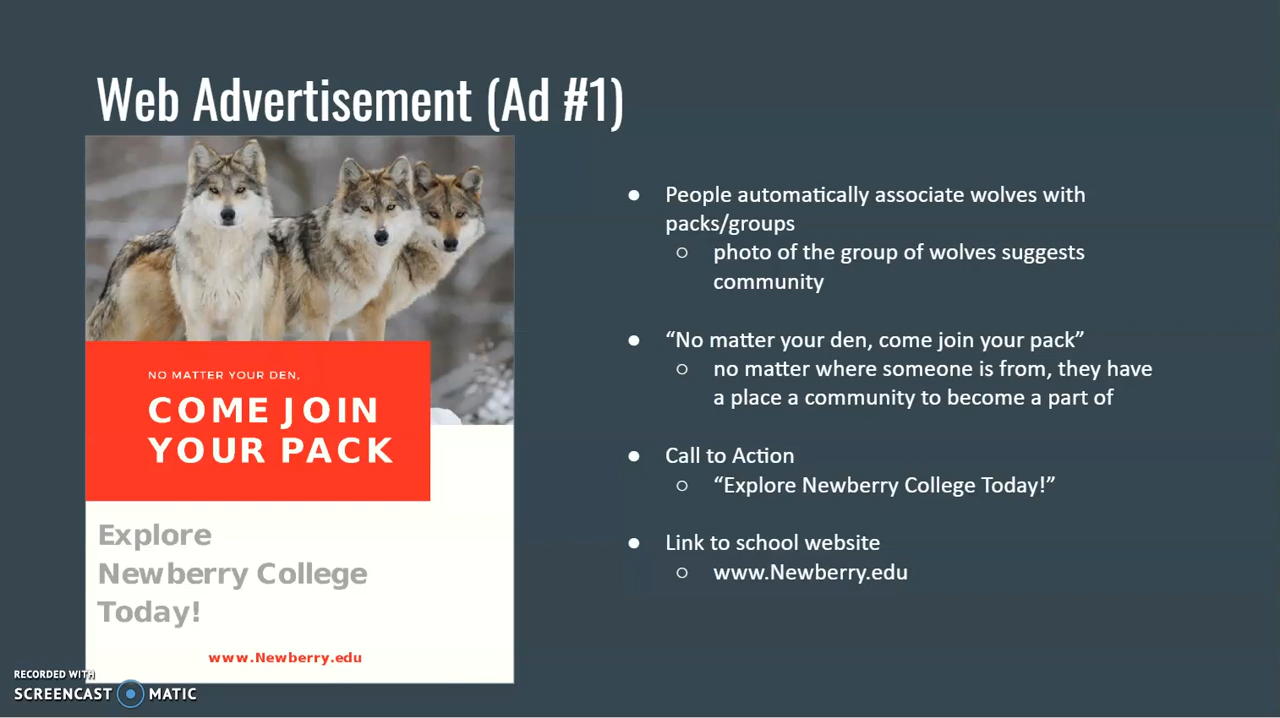 Web Advertisement (Ad #1)
NO MATTER YOUR DEN,
COME JOIN
YOUR PACK
Explore
Newberry College
Today!
www.Newberry.edu
● People automatically associate wolves with
packs/groups
○ photo of the group of wolves suggests
community
● “No matter your den, come join your pack”
○ no matter where someone is from, they have
a place a community to become a part of
● Call to Action
○ “Explore Newberry College Today!”
● Link to school website
○ www.Newberry.edu
RECORDED WITH
SCREENCAST MATIC